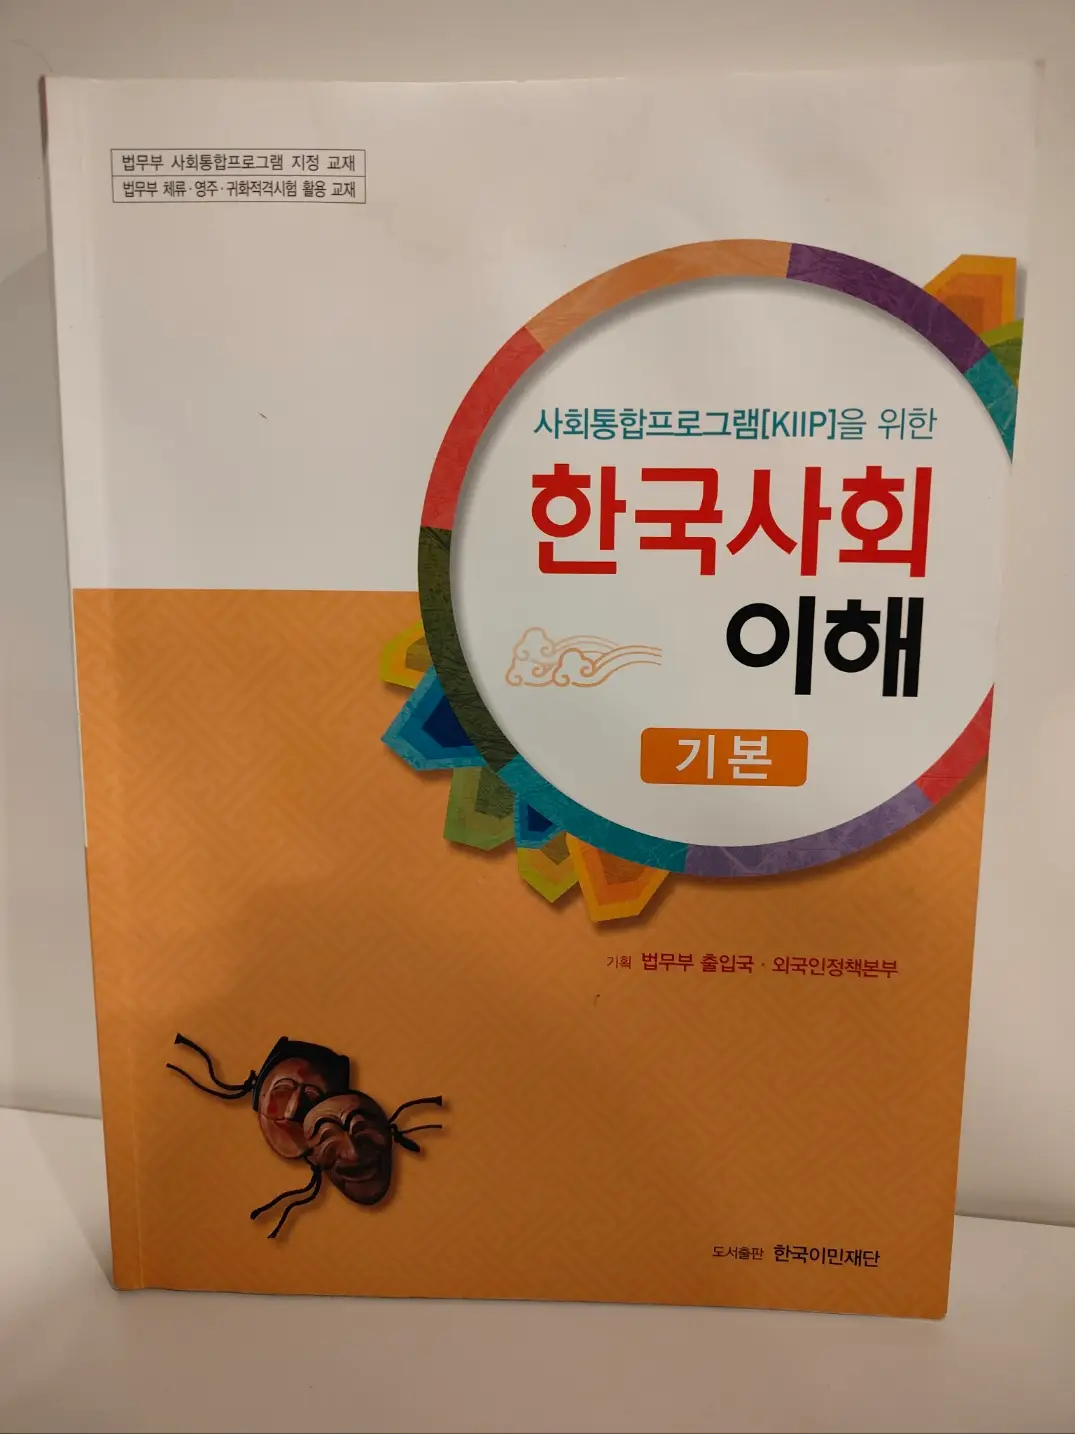 법무부 사회통합프로그램 지정 교재
법무부 체류·영주·귀화적격시험 활용 교재
사회통합프로그램[KIIP]을 위한
한국사회
이해
기본
기획 법무부 출입국·외국인정책본부
도서출판 한국이민재단